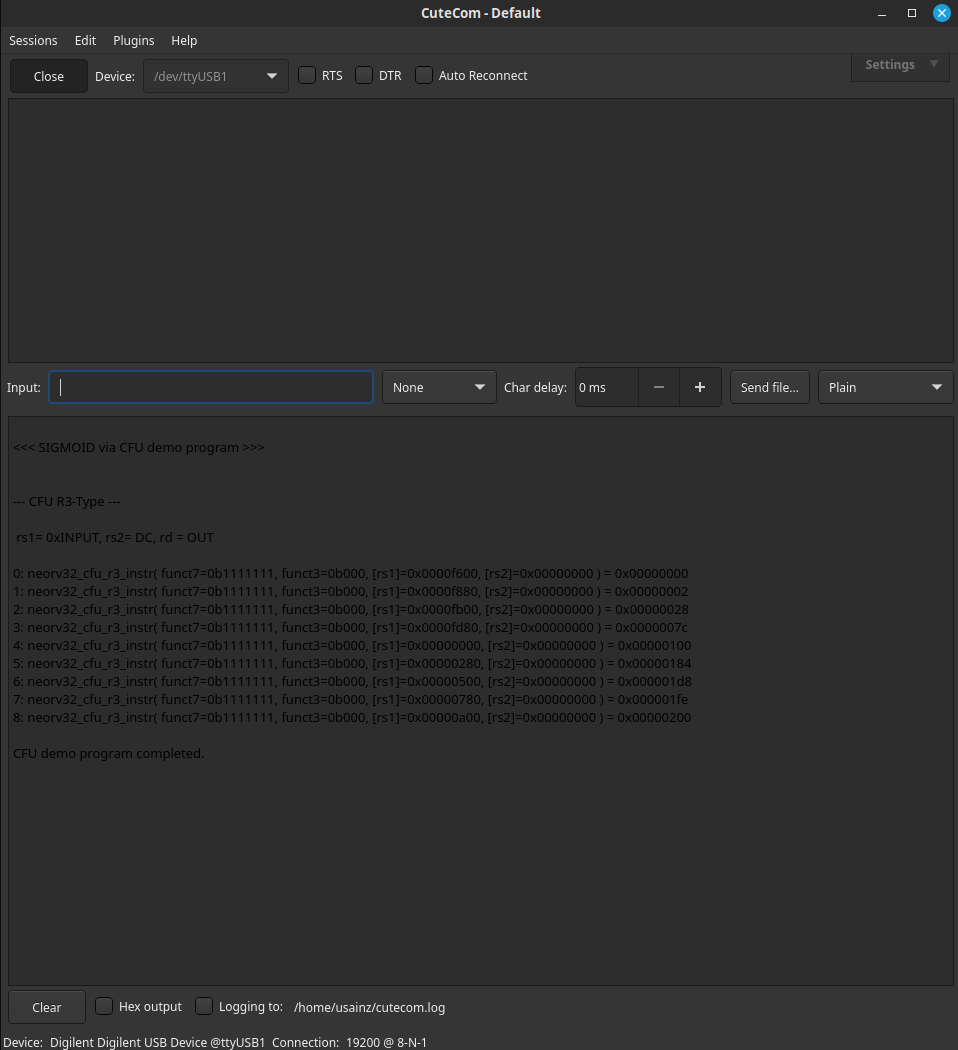 CuteCom - Default
Sessions Edit Plugins Help
Close Device: /dev/ttyUSB1 RTS DTR Auto Reconnect Settings
Input: None Char delay: 0 ms Send file... Plain
<<< SIGMOID via CFU demo program >>>
--- CFU R3-Type ---
rs1= 0xINPUT, rs2= DC, rd = OUT
0: neorv32_cfu_r3_instr( funct7=0b1111111, funct3=0b000, [rs1]=0x0000f600, [rs2]=0x00000000 ) = 0x00000000
1: neorv32_cfu_r3_instr( funct7=0b1111111, funct3=0b000, [rs1]=0x0000f880, [rs2]=0x00000000 ) = 0x00000002
2: neorv32_cfu_r3_instr( funct7=0b1111111, funct3=0b000, [rs1]=0x0000fb00, [rs2]=0x00000000 ) = 0x00000028
3: neorv32_cfu_r3_instr( funct7=0b1111111, funct3=0b000, [rs1]=0x0000fd80, [rs2]=0x00000000 ) = 0x0000007c
4: neorv32_cfu_r3_instr( funct7=0b1111111, funct3=0b000, [rs1]=0x00000000, [rs2]=0x00000000 ) = 0x00000100
5: neorv32_cfu_r3_instr( funct7=0b1111111, funct3=0b000, [rs1]=0x00000280, [rs2]=0x00000000 ) = 0x00000184
6: neorv32_cfu_r3_instr( funct7=0b1111111, funct3=0b000, [rs1]=0x00000500, [rs2]=0x00000000 ) = 0x000001d8
7: neorv32_cfu_r3_instr( funct7=0b1111111, funct3=0b000, [rs1]=0x00000780, [rs2]=0x00000000 ) = 0x000001fe
8: neorv32_cfu_r3_instr( funct7=0b1111111, funct3=0b000, [rs1]=0x00000a00, [rs2]=0x00000000 ) = 0x00000200
CFU demo program completed.
Clear Hex output Logging to: /home/usainz/cutecom.log
Device: Digilent Digilent USB Device @ttyUSB1 Connection: 19200 @ 8-N-1